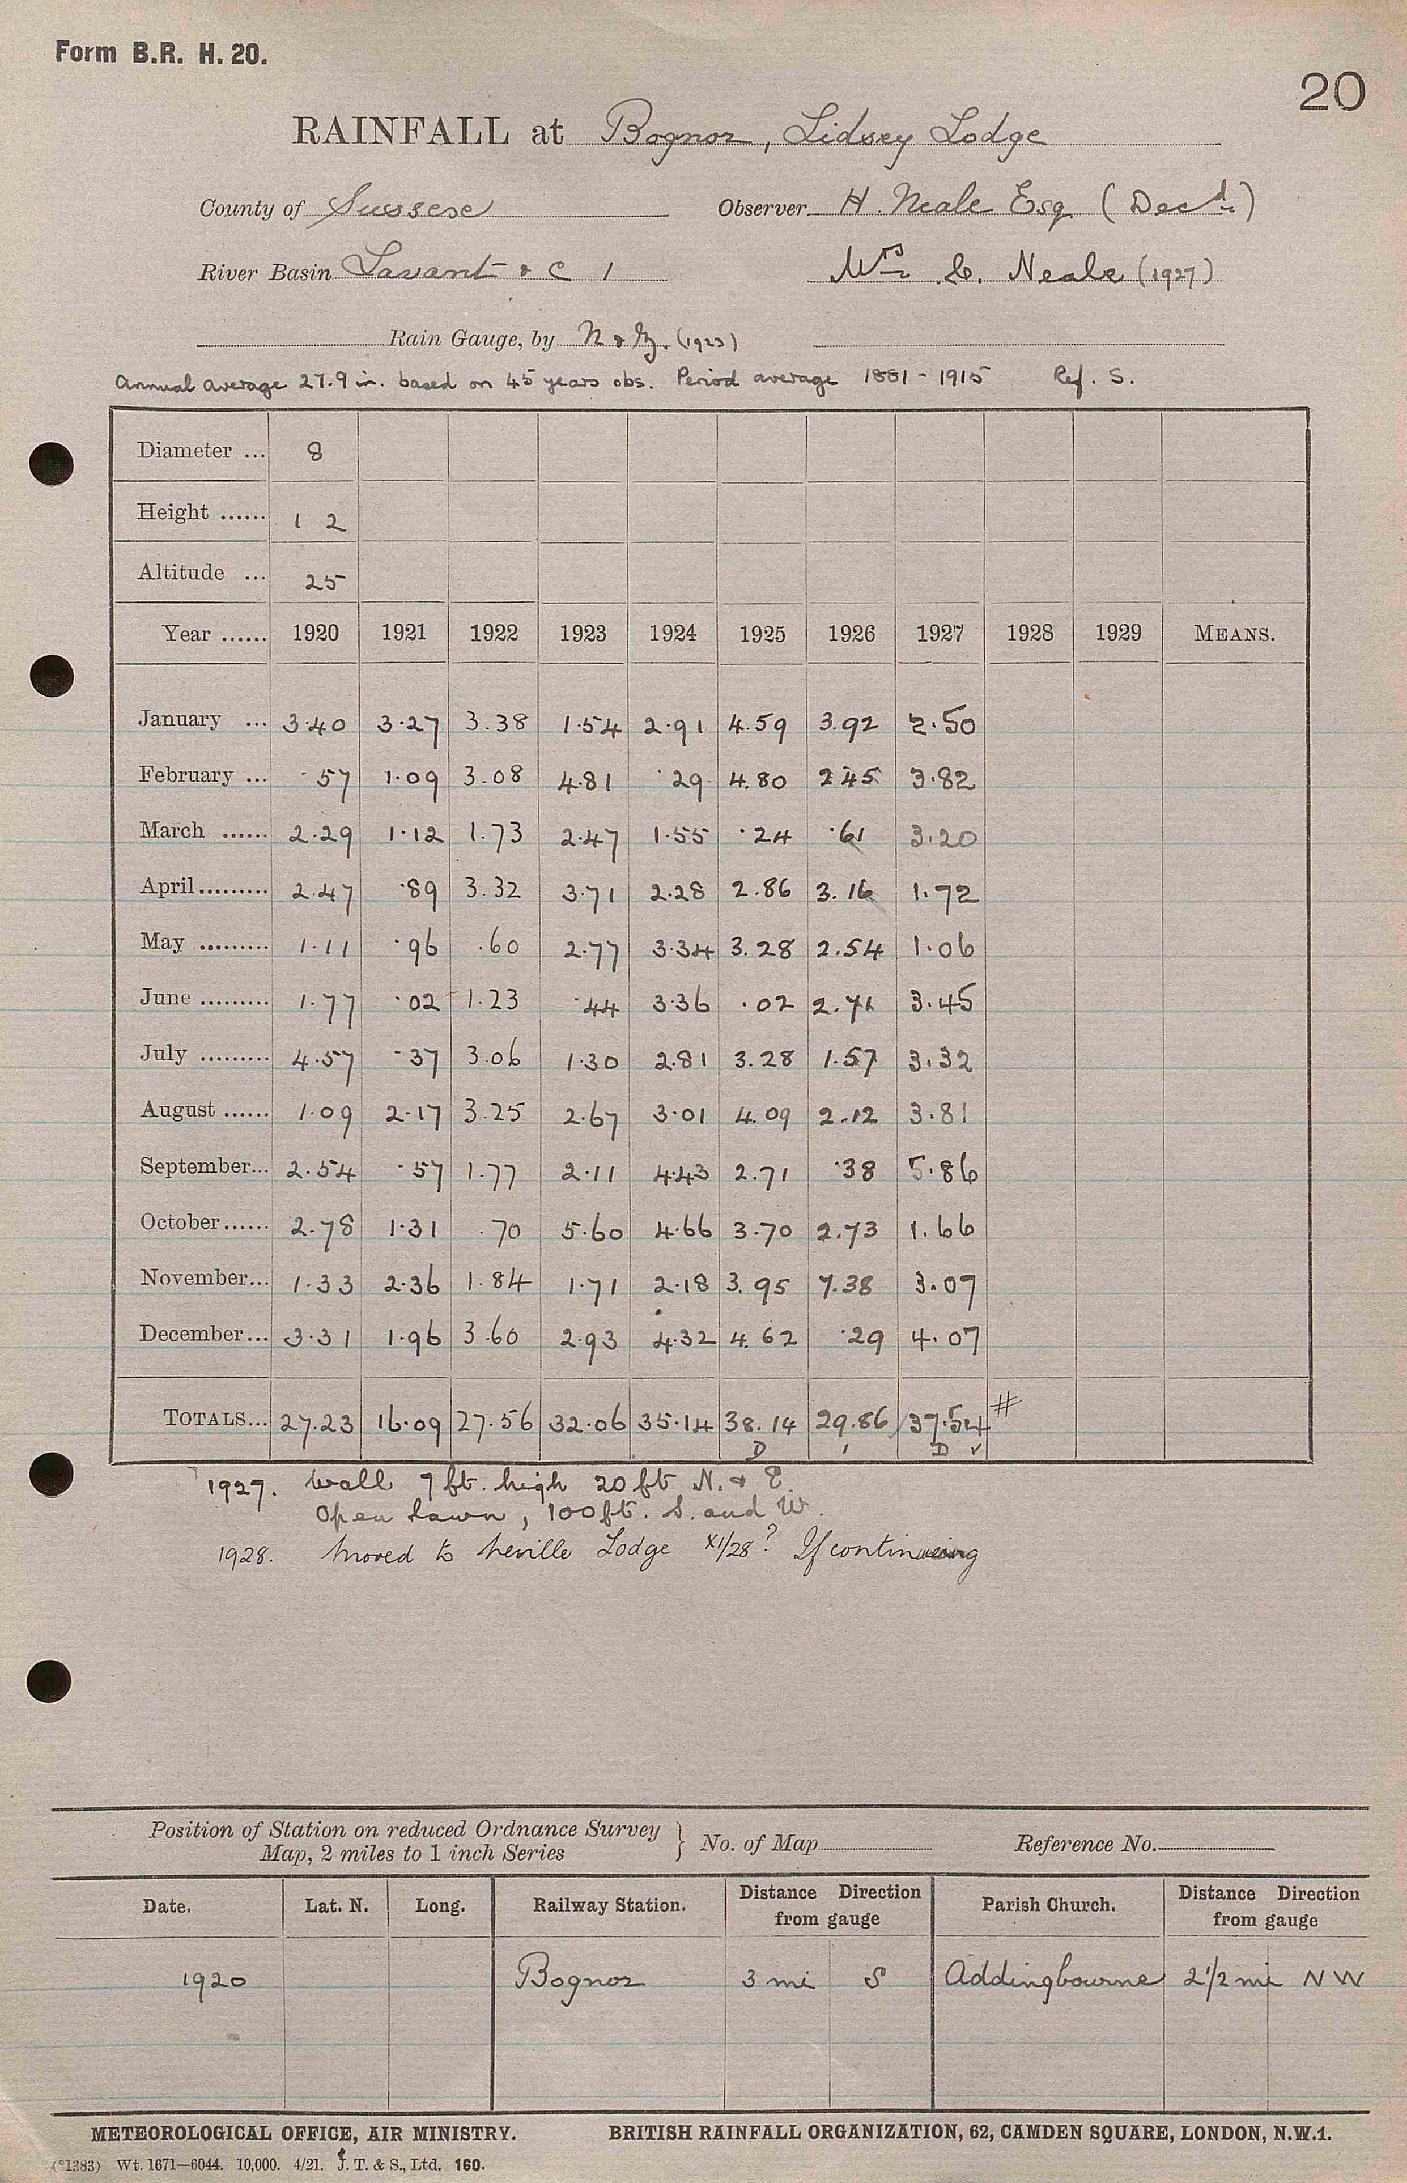 Form B.R. H. 20.
20
RAINFALL at Bognor, Lidsey Lodge
County of Sussex Observer H. Neale Esq (Decd)
River Basin Lavant & C 1 Mrs C. Neale (1927)
Rain Gauge, by N & Z. (1923)
Annual average 27.9 in. based on 45 years obs. Period average 1881-1915 Ref. S.
Diameter ... 8
Height ...... 1 2
Altitude ... 25
Year ...... 1920 1921 1922 1923 1924 1925 1926 1927 1928 1929 MEANS.
January ... 3.40 3.27 3.38 1.54 2.91 4.59 3.92 2.50
February ... .57 1.09 3.08 4.81 .29 4.80 2.45 3.82
March ...... 2.29 1.12 1.73 2.47 1.55 .24 .61 3.20
April......... 2.47 .89 3.32 3.71 2.28 2.86 3.16 1.72
May ......... 1.11 .96 .60 2.77 3.34 3.28 2.54 1.06
June ......... 1.77 .02 1.23 .44 3.36 .02 2.71 3.45
July ......... 4.57 .37 3.06 1.30 2.81 3.28 1.57 3.32
August ...... 1.09 2.17 3.25 2.67 3.01 4.09 2.12 3.81
September... 2.54 .57 1.77 2.11 4.43 2.71 .38 5.86
October...... 2.78 1.31 .70 5.60 4.66 3.70 2.73 1.66
November... 1.33 2.36 1.84 1.71 2.18 3.95 7.38 3.07
December... 3.31 1.96 3.60 2.93 4.32 4.62 .29 4.07
TOTALS... 27.23 16.09 27.56 32.06 35.14 38.14 29.86 37.54 #
D D ✓
1927. Wall 7 ft. high 20 ft N. & E.
Open lawn, 100 ft. S. and W.
1928. Moved to Neville Lodge XI/28? If continuing
Position of Station on reduced Ordnance Survey
Map, 2 miles to 1 inch Series } No. of Map Reference No.
Date. Lat. N. Long. Railway Station. Distance Direction from gauge Parish Church. Distance Direction from gauge
1920 Bognor 3 mi S Addingbourne 2 1/2 mi N W
METEOROLOGICAL OFFICE, AIR MINISTRY. BRITISH RAINFALL ORGANIZATION, 62, CAMDEN SQUARE, LONDON, N.W.1.
(*1383) Wt. 1671—6044. 10,000. 4/21. J. T. & S., Ltd. 160.